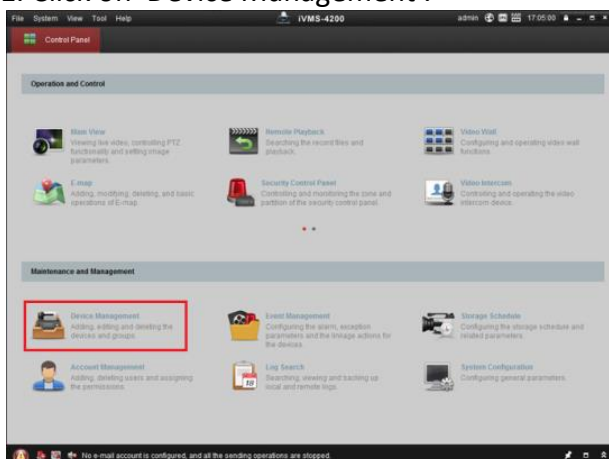 2. Click on "Device Management".
File System View Tool Help iVMS-4200 admin 17:05:00
Control Panel
Operation and Control
Main View
Viewing live video, controlling PTZ
functionality and setting image
parameters.
Remote Playback
Searching the record files and
playback.
Video Wall
Configuring and operating video wall
functions
E-map
Adding, modifying, deleting, and basic
operations of E-map.
Security Control Panel
Controlling and monitoring the zone and
partition of the security control panel.
Video Intercom
Controlling and operating the video
intercom device.
Maintenance and Management
Device Management
Adding, editing and deleting the
devices and groups.
Event Management
Configuring the alarm, exception
parameters and the linkage actions for
the devices.
Storage Schedule
Configuring the storage schedule and
related parameters.
Account Management
Adding, deleting users and assigning
the permissions.
Log Search
Searching, viewing and backing up
local and remote logs.
System Configuration
Configuring general parameters.
No e-mail account is configured, and all the sending operations are stopped.